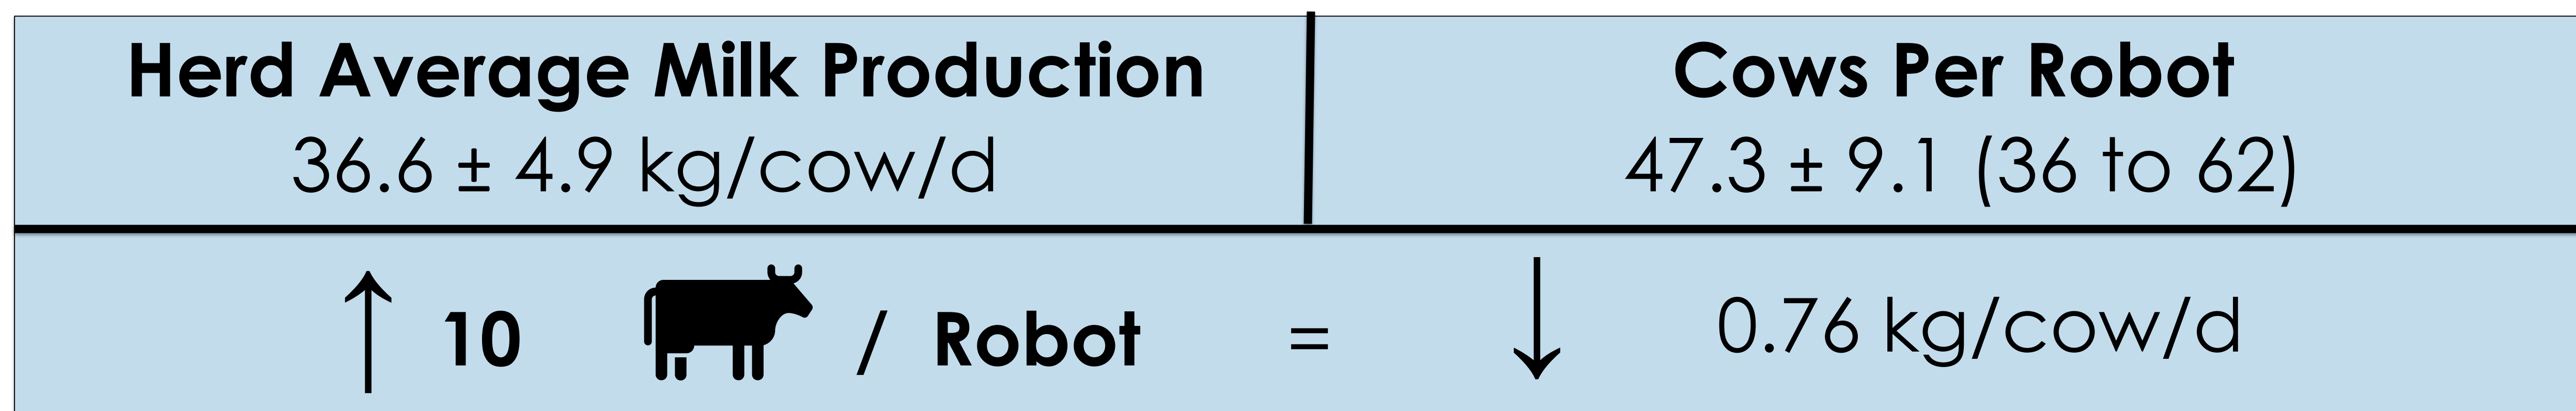 Herd Average Milk Production
36.6 ± 4.9 kg/cow/d
Cows Per Robot
47.3 ± 9.1 (36 to 62)
↑ 10 / Robot = ↓ 0.76 kg/cow/d